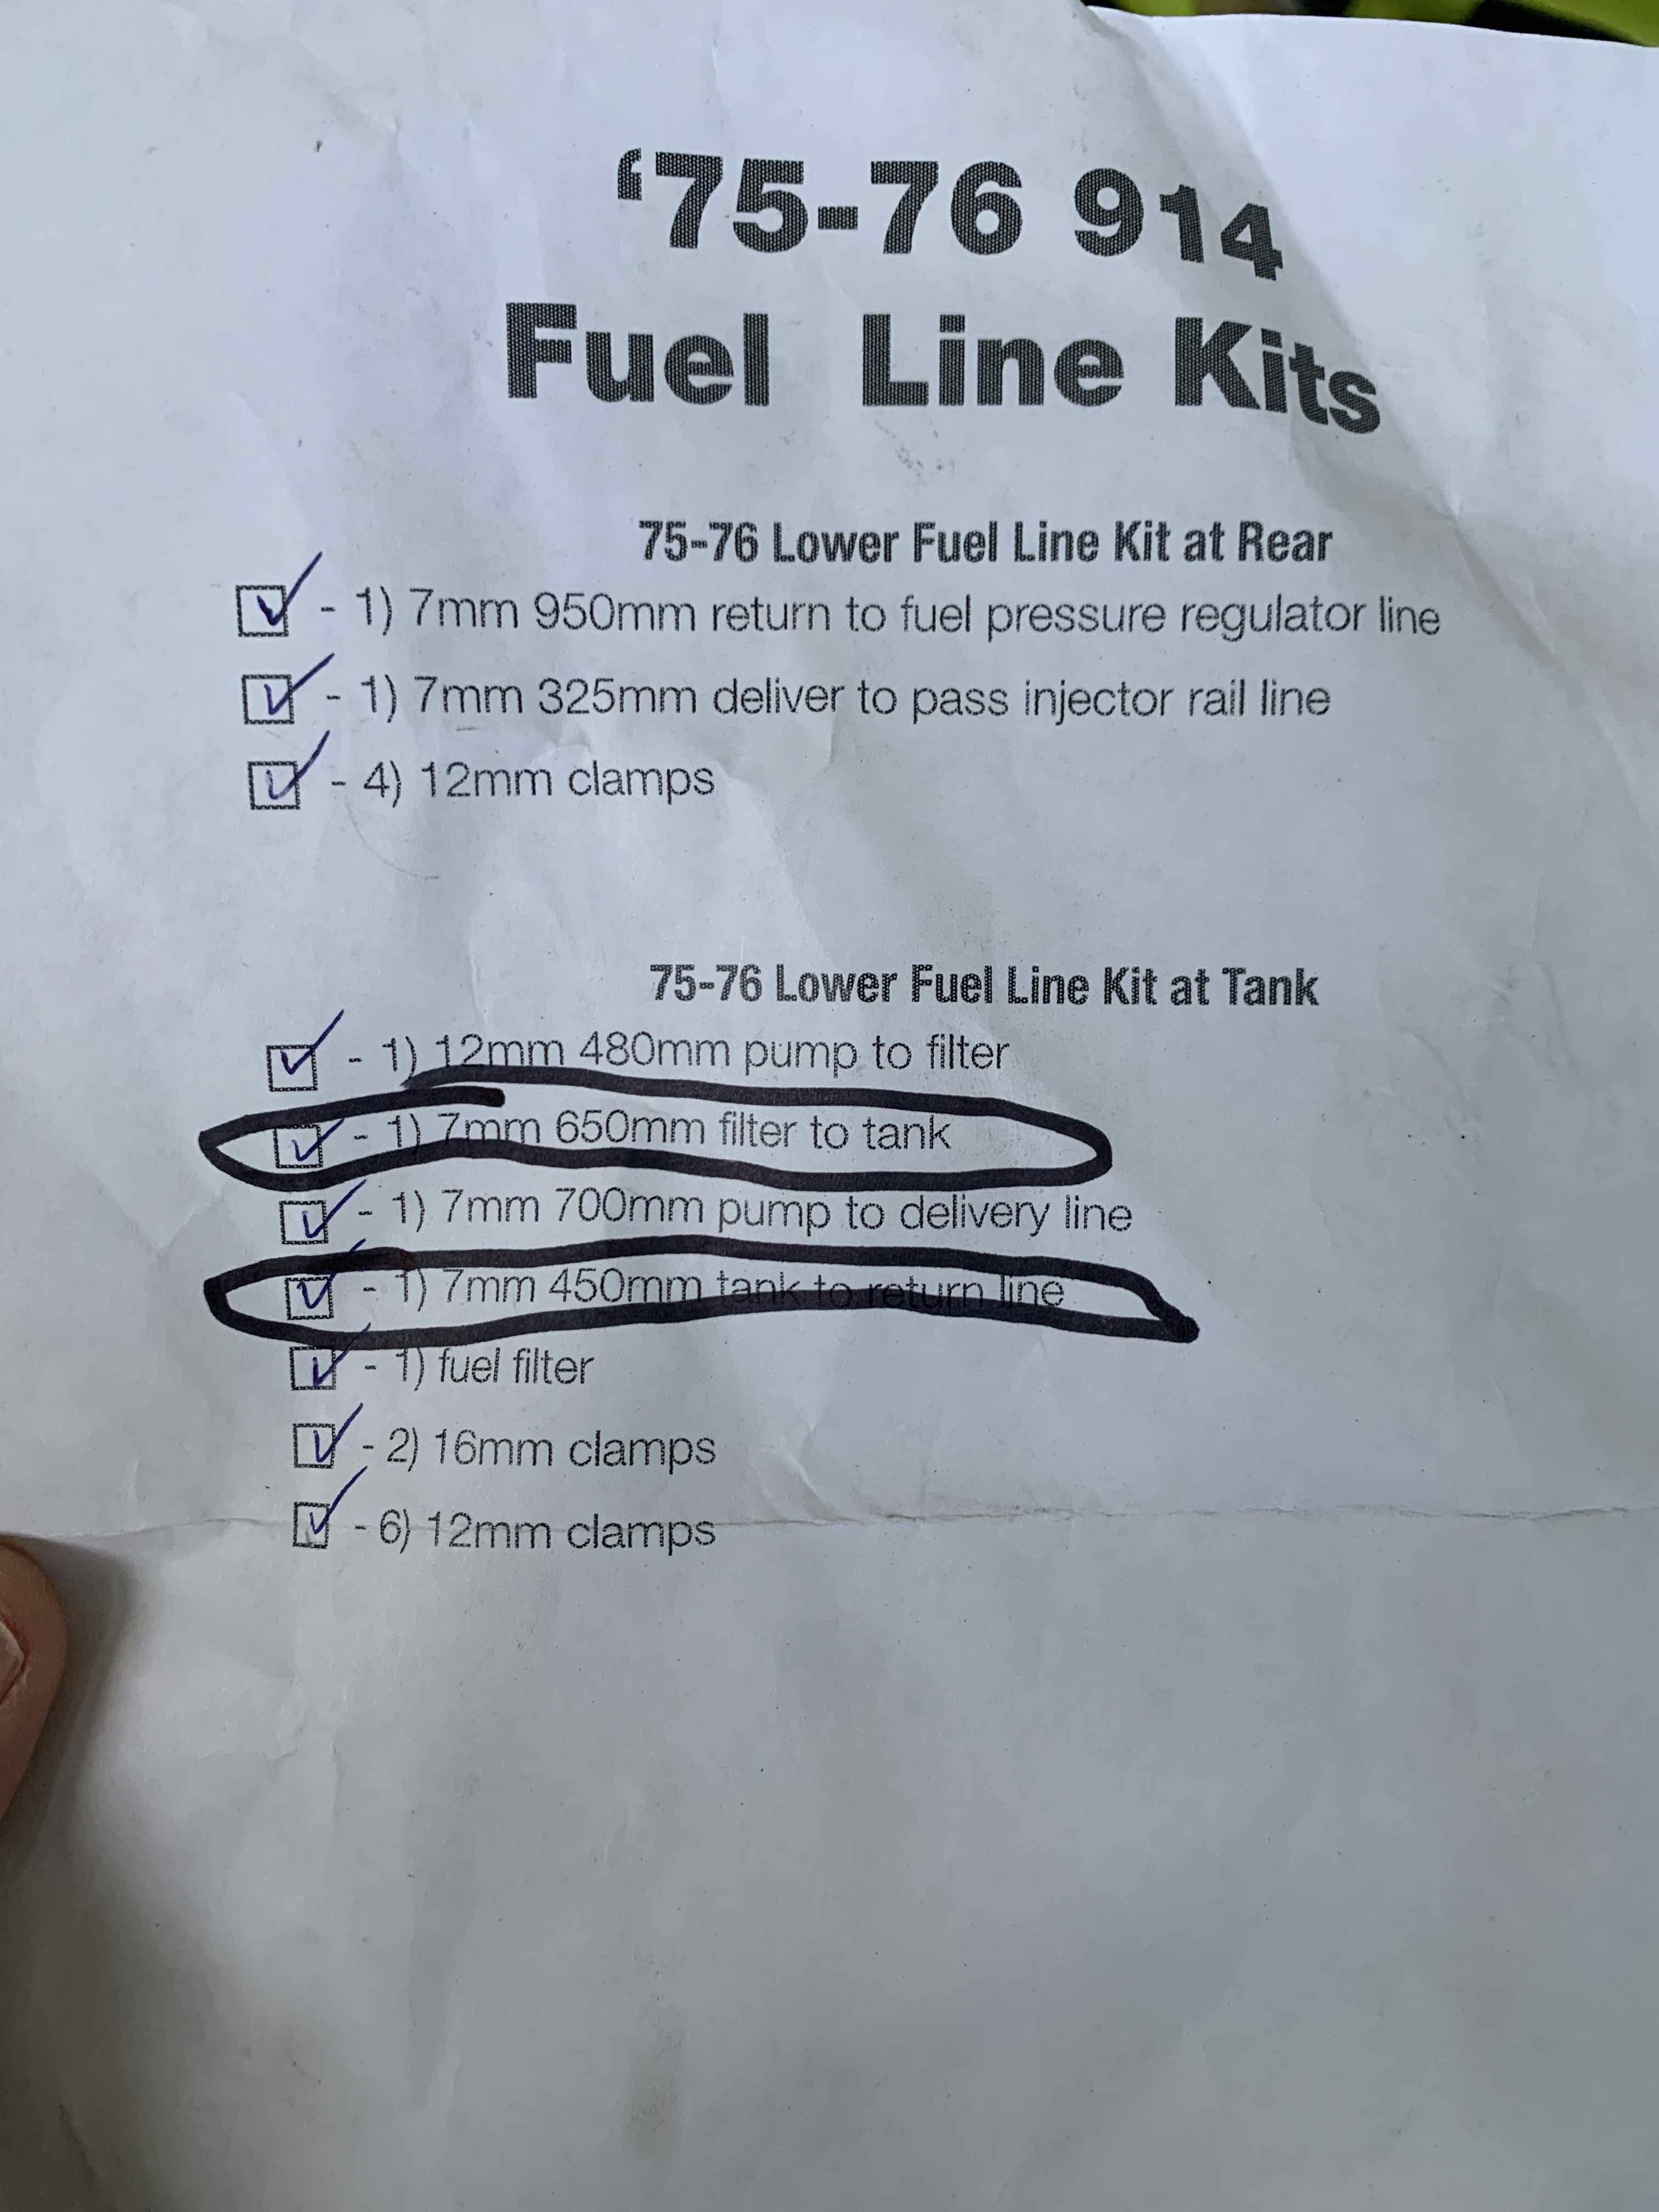 ‘75-76 914
Fuel Line Kits
75-76 Lower Fuel Line Kit at Rear
- 1) 7mm 950mm return to fuel pressure regulator line
- 1) 7mm 325mm deliver to pass injector rail line
- 4) 12mm clamps
75-76 Lower Fuel Line Kit at Tank
- 1) 12mm 480mm pump to filter
- 1) 7mm 650mm filter to tank
- 1) 7mm 700mm pump to delivery line
- 1) 7mm 450mm tank to return line
- 1) fuel filter
- 2) 16mm clamps
- 6) 12mm clamps